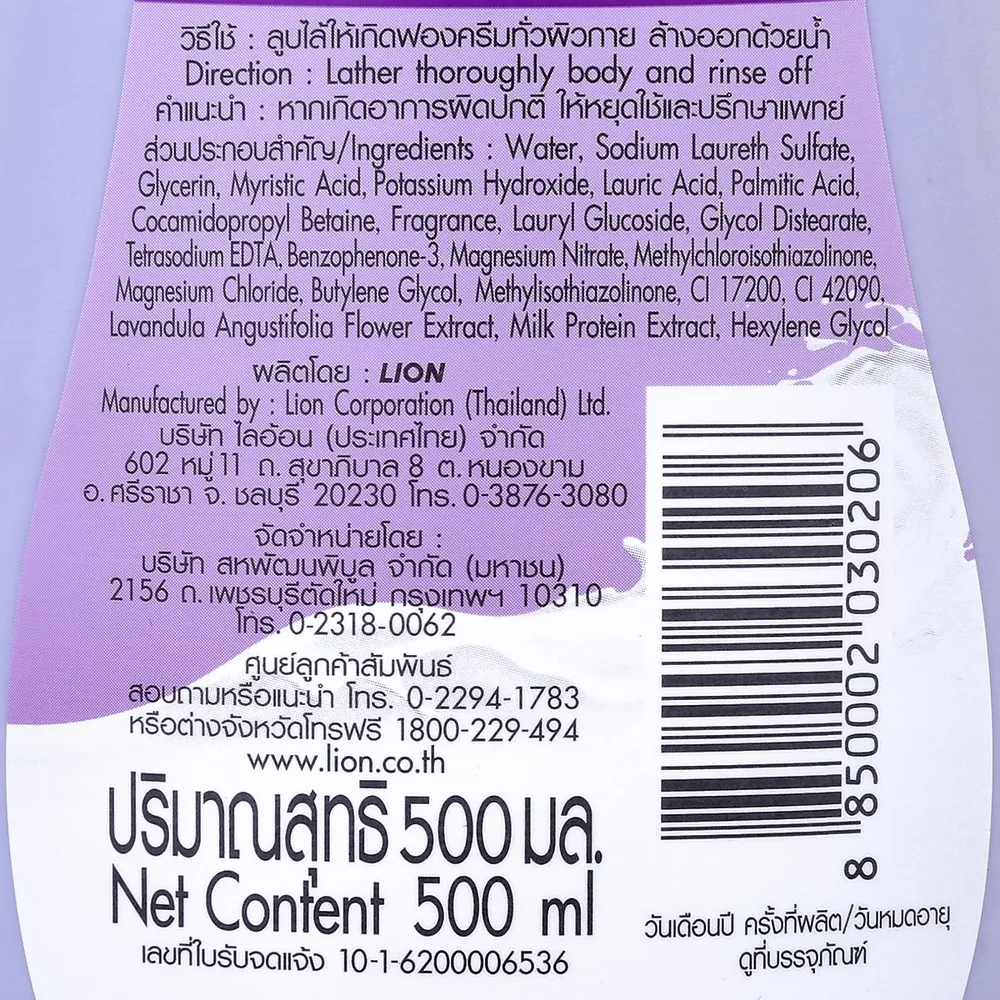 วิธีใช้ : ลูบไล้ให้เกิดฟองครีมทั่วผิวกาย ล้างออกด้วยน้ำ
Direction : Lather thoroughly body and rinse off
คำแนะนำ : หากเกิดอาการผิดปกติ ให้หยุดใช้และปรึกษาแพทย์
ส่วนประกอบสำคัญ/Ingredients : Water, Sodium Laureth Sulfate,
Glycerin, Myristic Acid, Potassium Hydroxide, Lauric Acid, Palmitic Acid,
Cocamidopropyl Betaine, Fragrance, Lauryl Glucoside, Glycol Distearate,
Tetrasodium EDTA, Benzophenone-3, Magnesium Nitrate, Methylchloroisothiazolinone,
Magnesium Chloride, Butylene Glycol, Methylisothiazolinone, CI 17200, CI 42090,
Lavandula Angustifolia Flower Extract, Milk Protein Extract, Hexylene Glycol
ผลิตโดย : LION
Manufactured by : Lion Corporation (Thailand) Ltd.
บริษัท ไลอ้อน (ประเทศไทย) จำกัด
602 หมู่ 11 ถ. สุขาภิบาล 8 ต. หนองขาม
อ. ศรีราชา จ. ชลบุรี 20230 โทร. 0-3876-3080
จัดจำหน่ายโดย :
บริษัท สหพัฒนพิบูล จำกัด (มหาชน)
2156 ถ. เพชรบุรีตัดใหม่ กรุงเทพฯ 10310
โทร. 0-2318-0062
ศูนย์ลูกค้าสัมพันธ์
สอบถามหรือแนะนำ โทร. 0-2294-1783
หรือต่างจังหวัดโทรฟรี 1800-229-494
www.lion.co.th
ปริมาณสุทธิ 500 มล.
Net Content 500 ml
เลขที่ใบรับจดแจ้ง 10-1-6200006536
8 850002 030206
วันเดือนปี ครั้งที่ผลิต/วันหมดอายุ
ดูที่บรรจุภัณฑ์